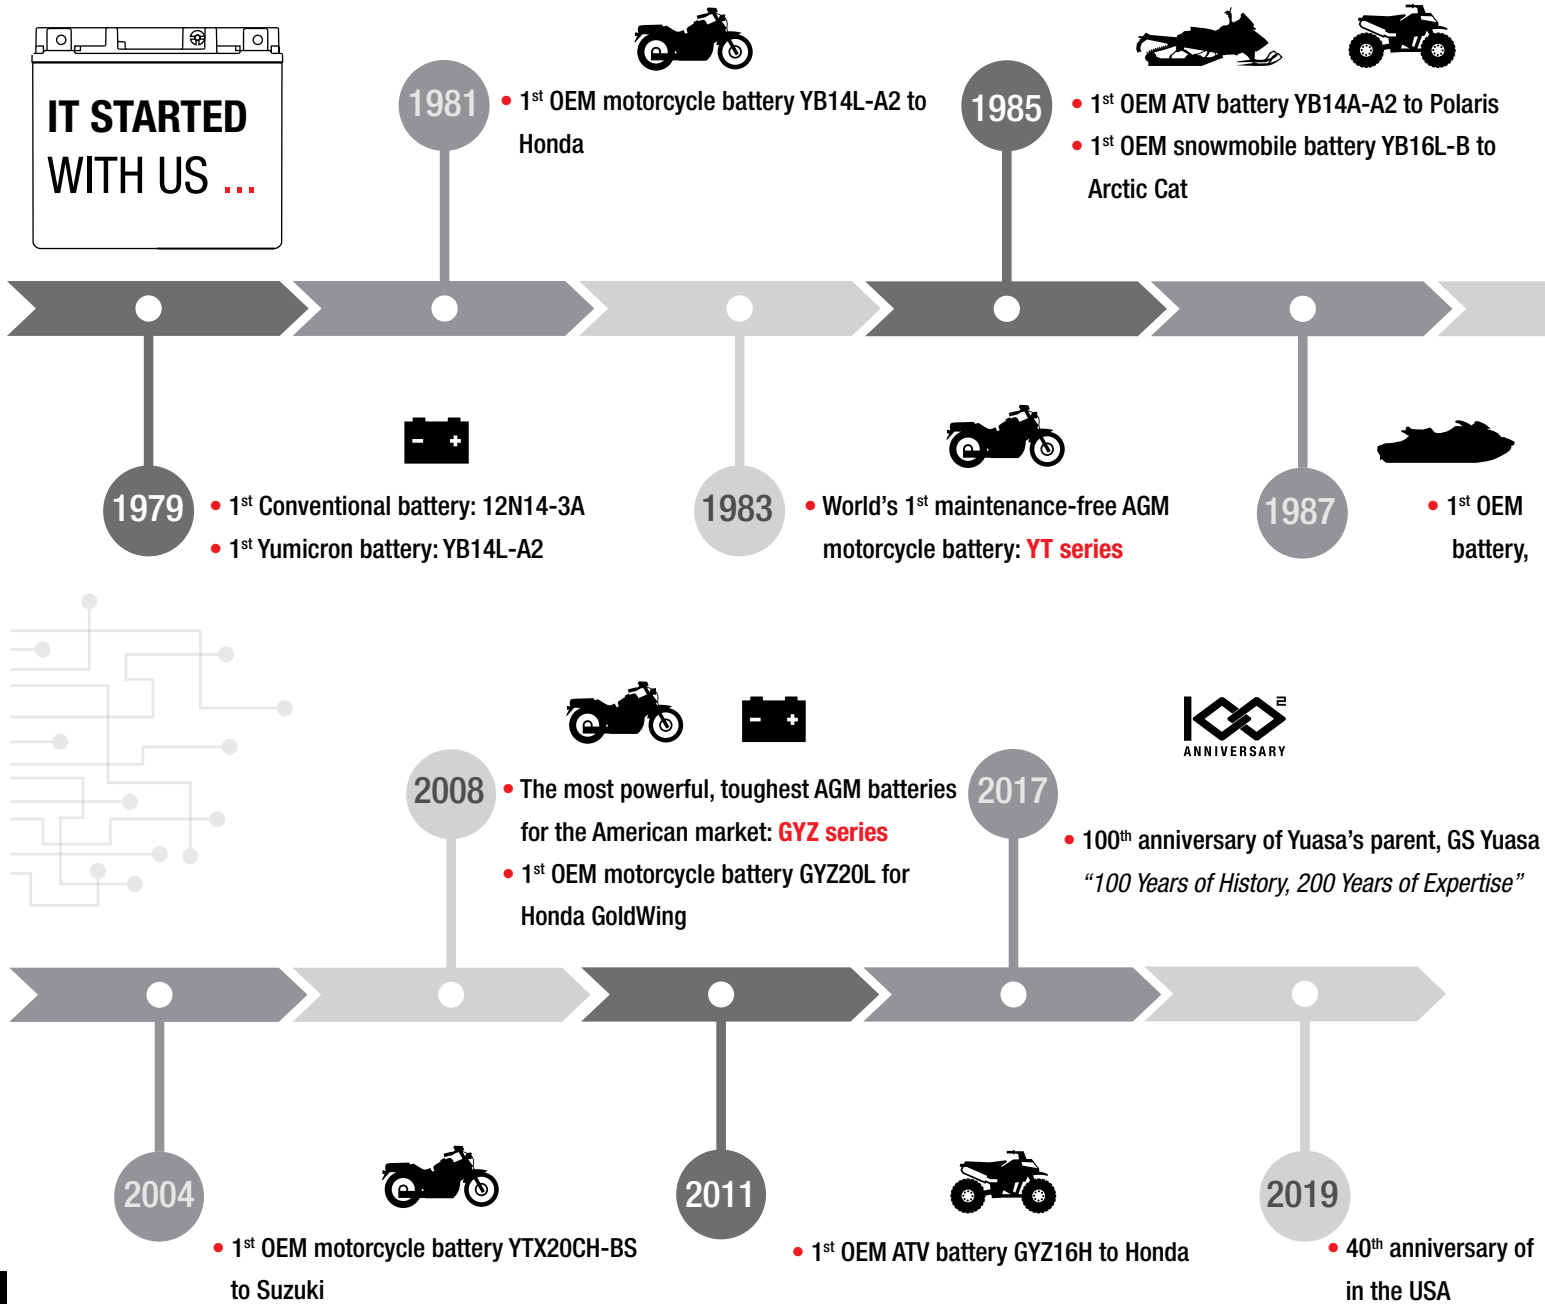 IT STARTED
WITH US ...
1981
• 1st OEM motorcycle battery YB14L-A2 to
Honda
1985
• 1st OEM ATV battery YB14A-A2 to Polaris
• 1st OEM snowmobile battery YB16L-B to
Arctic Cat
1979
• 1st Conventional battery: 12N14-3A
• 1st Yumicron battery: YB14L-A2
1983
• World’s 1st maintenance-free AGM
motorcycle battery: YT series
1987
• 1st OEM
battery,
2008
• The most powerful, toughest AGM batteries
for the American market: GYZ series
• 1st OEM motorcycle battery GYZ20L for
Honda GoldWing
2017
100 2
ANNIVERSARY
• 100th anniversary of Yuasa’s parent, GS Yuasa
“100 Years of History, 200 Years of Expertise”
2004
• 1st OEM motorcycle battery YTX20CH-BS
to Suzuki
2011
• 1st OEM ATV battery GYZ16H to Honda
2019
• 40th anniversary of
in the USA